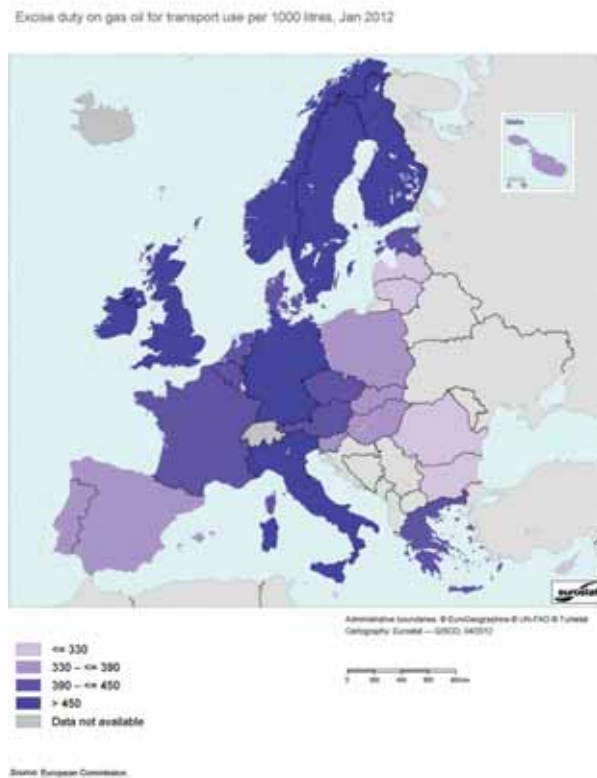 Excise duty on gas oil for transport use per 1000 litres, Jan 2012
Malta
eurostat
Administrative boundaries: © EuroGeographics © UN-FAO © Turkstat
Cartography: Eurostat — GISCO, 04/2012
<= 330
330 – <= 390
390 – <= 450
> 450
Data not available
Source: European Commission.